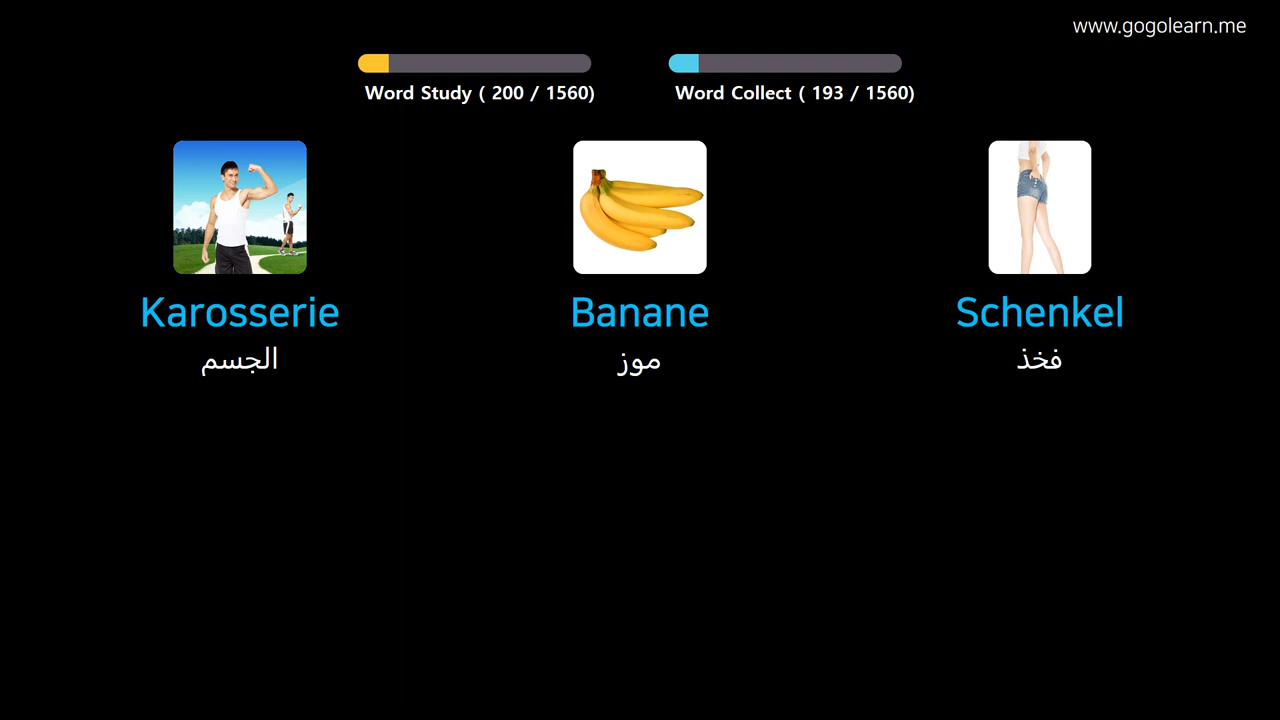 www.gogolearn.me
Word Study ( 200 / 1560)
Word Collect ( 193 / 1560)
Karosserie
Banane
Schenkel
الجسم
موز
فخذ